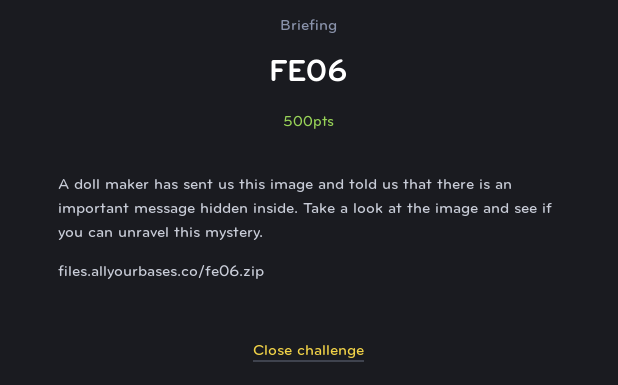 Briefing
FE06
500pts
A doll maker has sent us this image and told us that there is an
important message hidden inside. Take a look at the image and see if
you can unravel this mystery.
files.allyourbases.co/fe06.zip
Close challenge